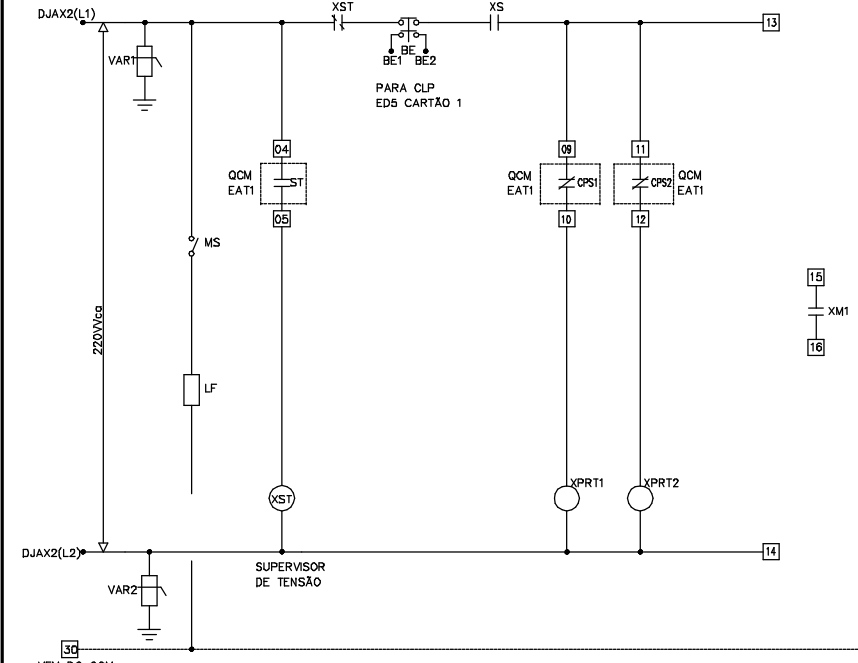 DJAX2(L1)
XST
XS
13
VAR1
BE
BE1 BE2
PARA CLP
ED5 CARTÃO 1
04
09
11
QCM
EAT1
ST
QCM
EAT1
CPS1
CPS2
QCM
EAT1
05
10
12
MS
15
XM1
16
220VVca
LF
XST
XPRT1
XPRT2
DJAX2(L2)
14
SUPERVISOR
DE TENSÃO
VAR2
30